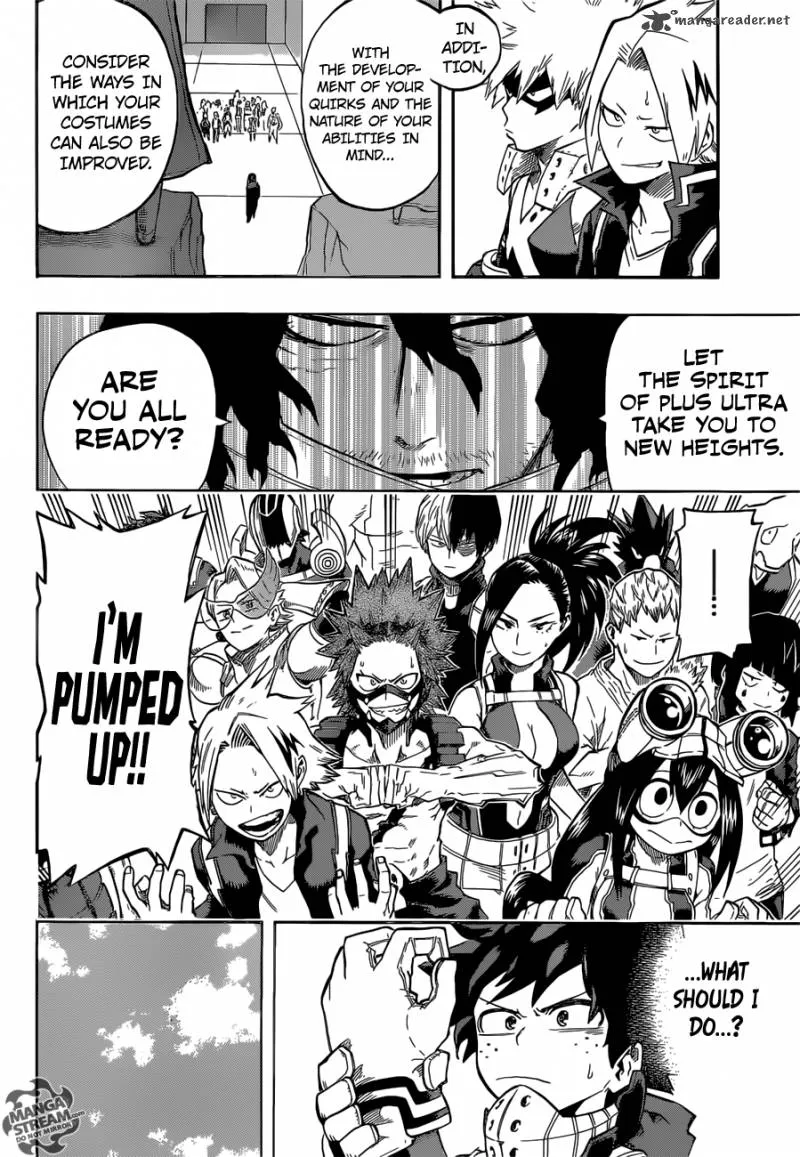 mangareader.net
IN
ADDI-
TION,
WITH
THE DEVELOP-
MENT OF YOUR
QUIRKS AND THE
NATURE OF YOUR
ABILITIES IN
MIND...
CONSIDER
THE WAYS IN
WHICH YOUR
COSTUMES
CAN ALSO BE
IMPROVED.
LET
THE SPIRIT
OF PLUS ULTRA
TAKE YOU TO
NEW HEIGHTS.
ARE
YOU ALL
READY?
......
I'M
PUMPED
UP!!
...WHAT
SHOULD I
DO...?
MANGA
STREAM.com
DO NOT MIRROR!